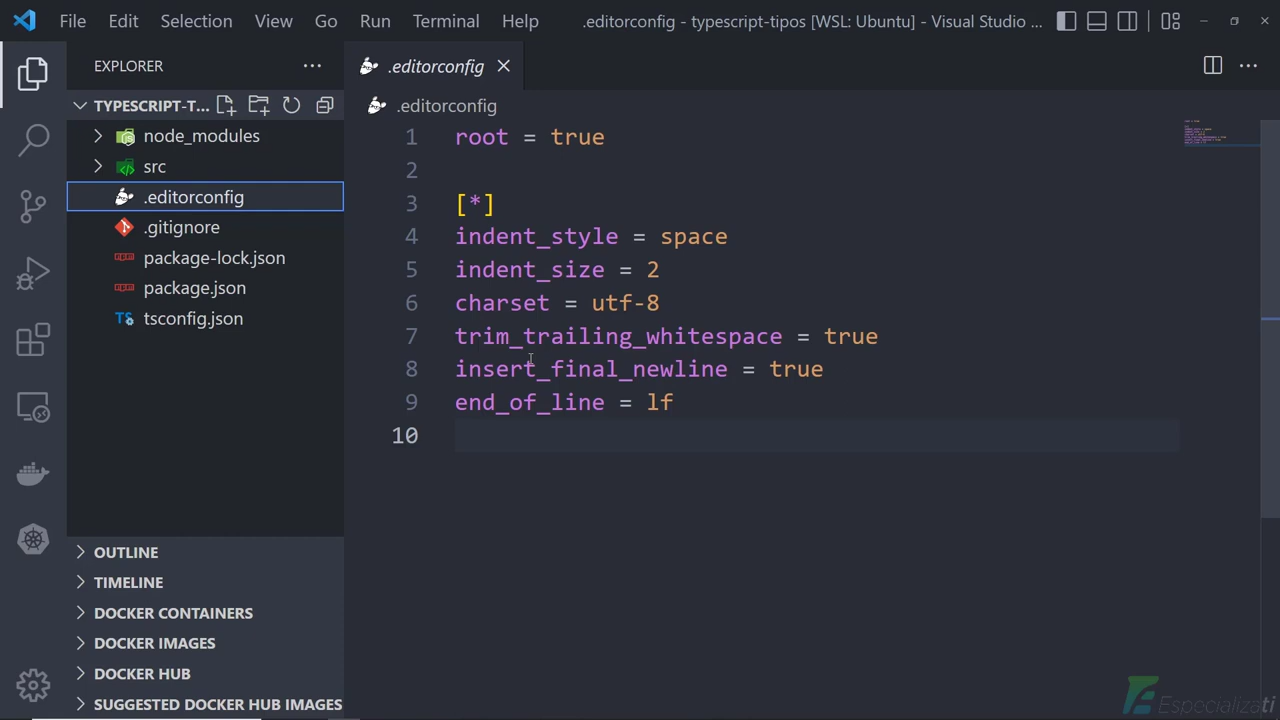 File Edit Selection View Go Run Terminal Help .editorconfig - typescript-tipos [WSL: Ubuntu] - Visual Studio ...
EXPLORER
TYPESCRIPT-T...
node_modules
src
.editorconfig
.gitignore
package-lock.json
package.json
TS tsconfig.json
OUTLINE
TIMELINE
DOCKER CONTAINERS
DOCKER IMAGES
DOCKER HUB
SUGGESTED DOCKER HUB IMAGES
.editorconfig
.editorconfig
1 root = true
2
3 [*]
4 indent_style = space
5 indent_size = 2
6 charset = utf-8
7 trim_trailing_whitespace = true
8 insert_final_newline = true
9 end_of_line = lf
10
Especializati